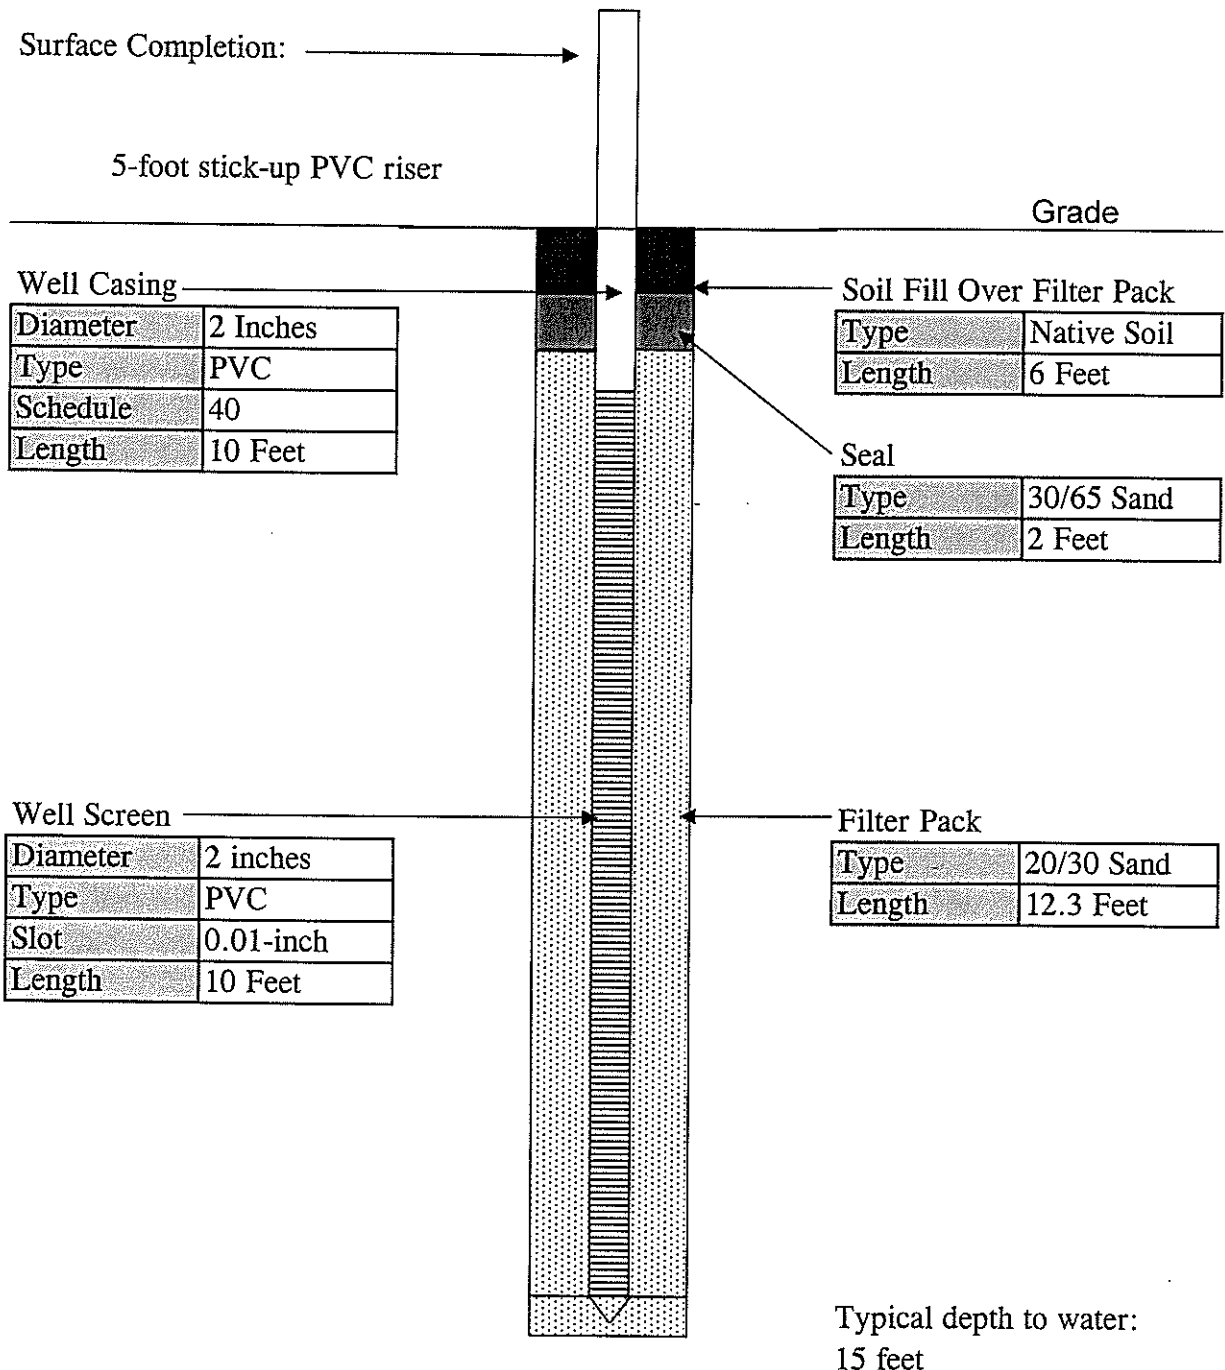 Surface Completion:
5-foot stick-up PVC riser
Grade
Well Casing
Diameter 2 Inches
Type PVC
Schedule 40
Length 10 Feet
Soil Fill Over Filter Pack
Type Native Soil
Length 6 Feet
Seal
Type 30/65 Sand
Length 2 Feet
Well Screen
Diameter 2 inches
Type PVC
Slot 0.01-inch
Length 10 Feet
Filter Pack
Type 20/30 Sand
Length 12.3 Feet
Typical depth to water:
15 feet